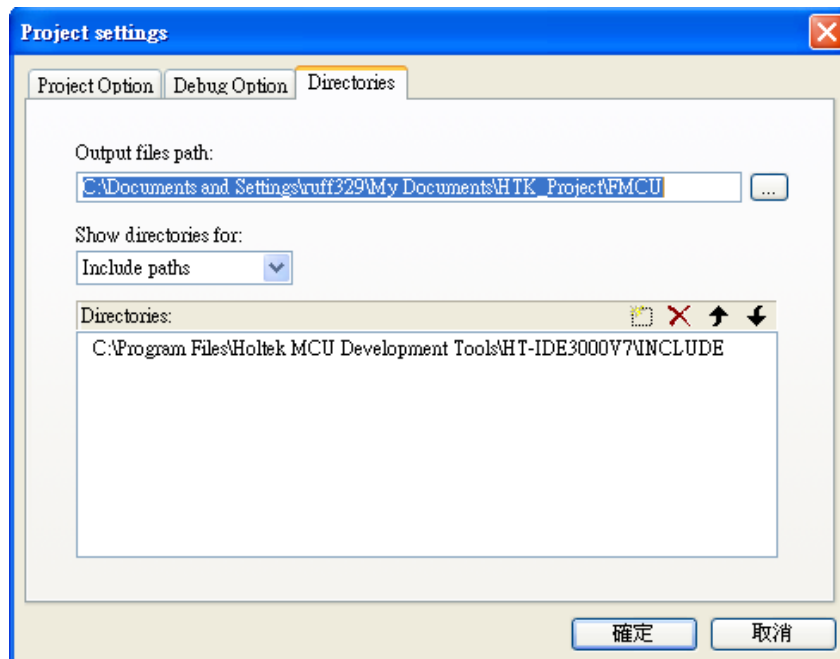 Project settings
Project Option Debug Option Directories
Output files path:
C:\Documents and Settings\ruff329\My Documents\HTK_Project\FMCU
...
Show directories for:
Include paths
Directories:
C:\Program Files\Holtek MCU Development Tools\HT-IDE3000V7\INCLUDE
確定 取消